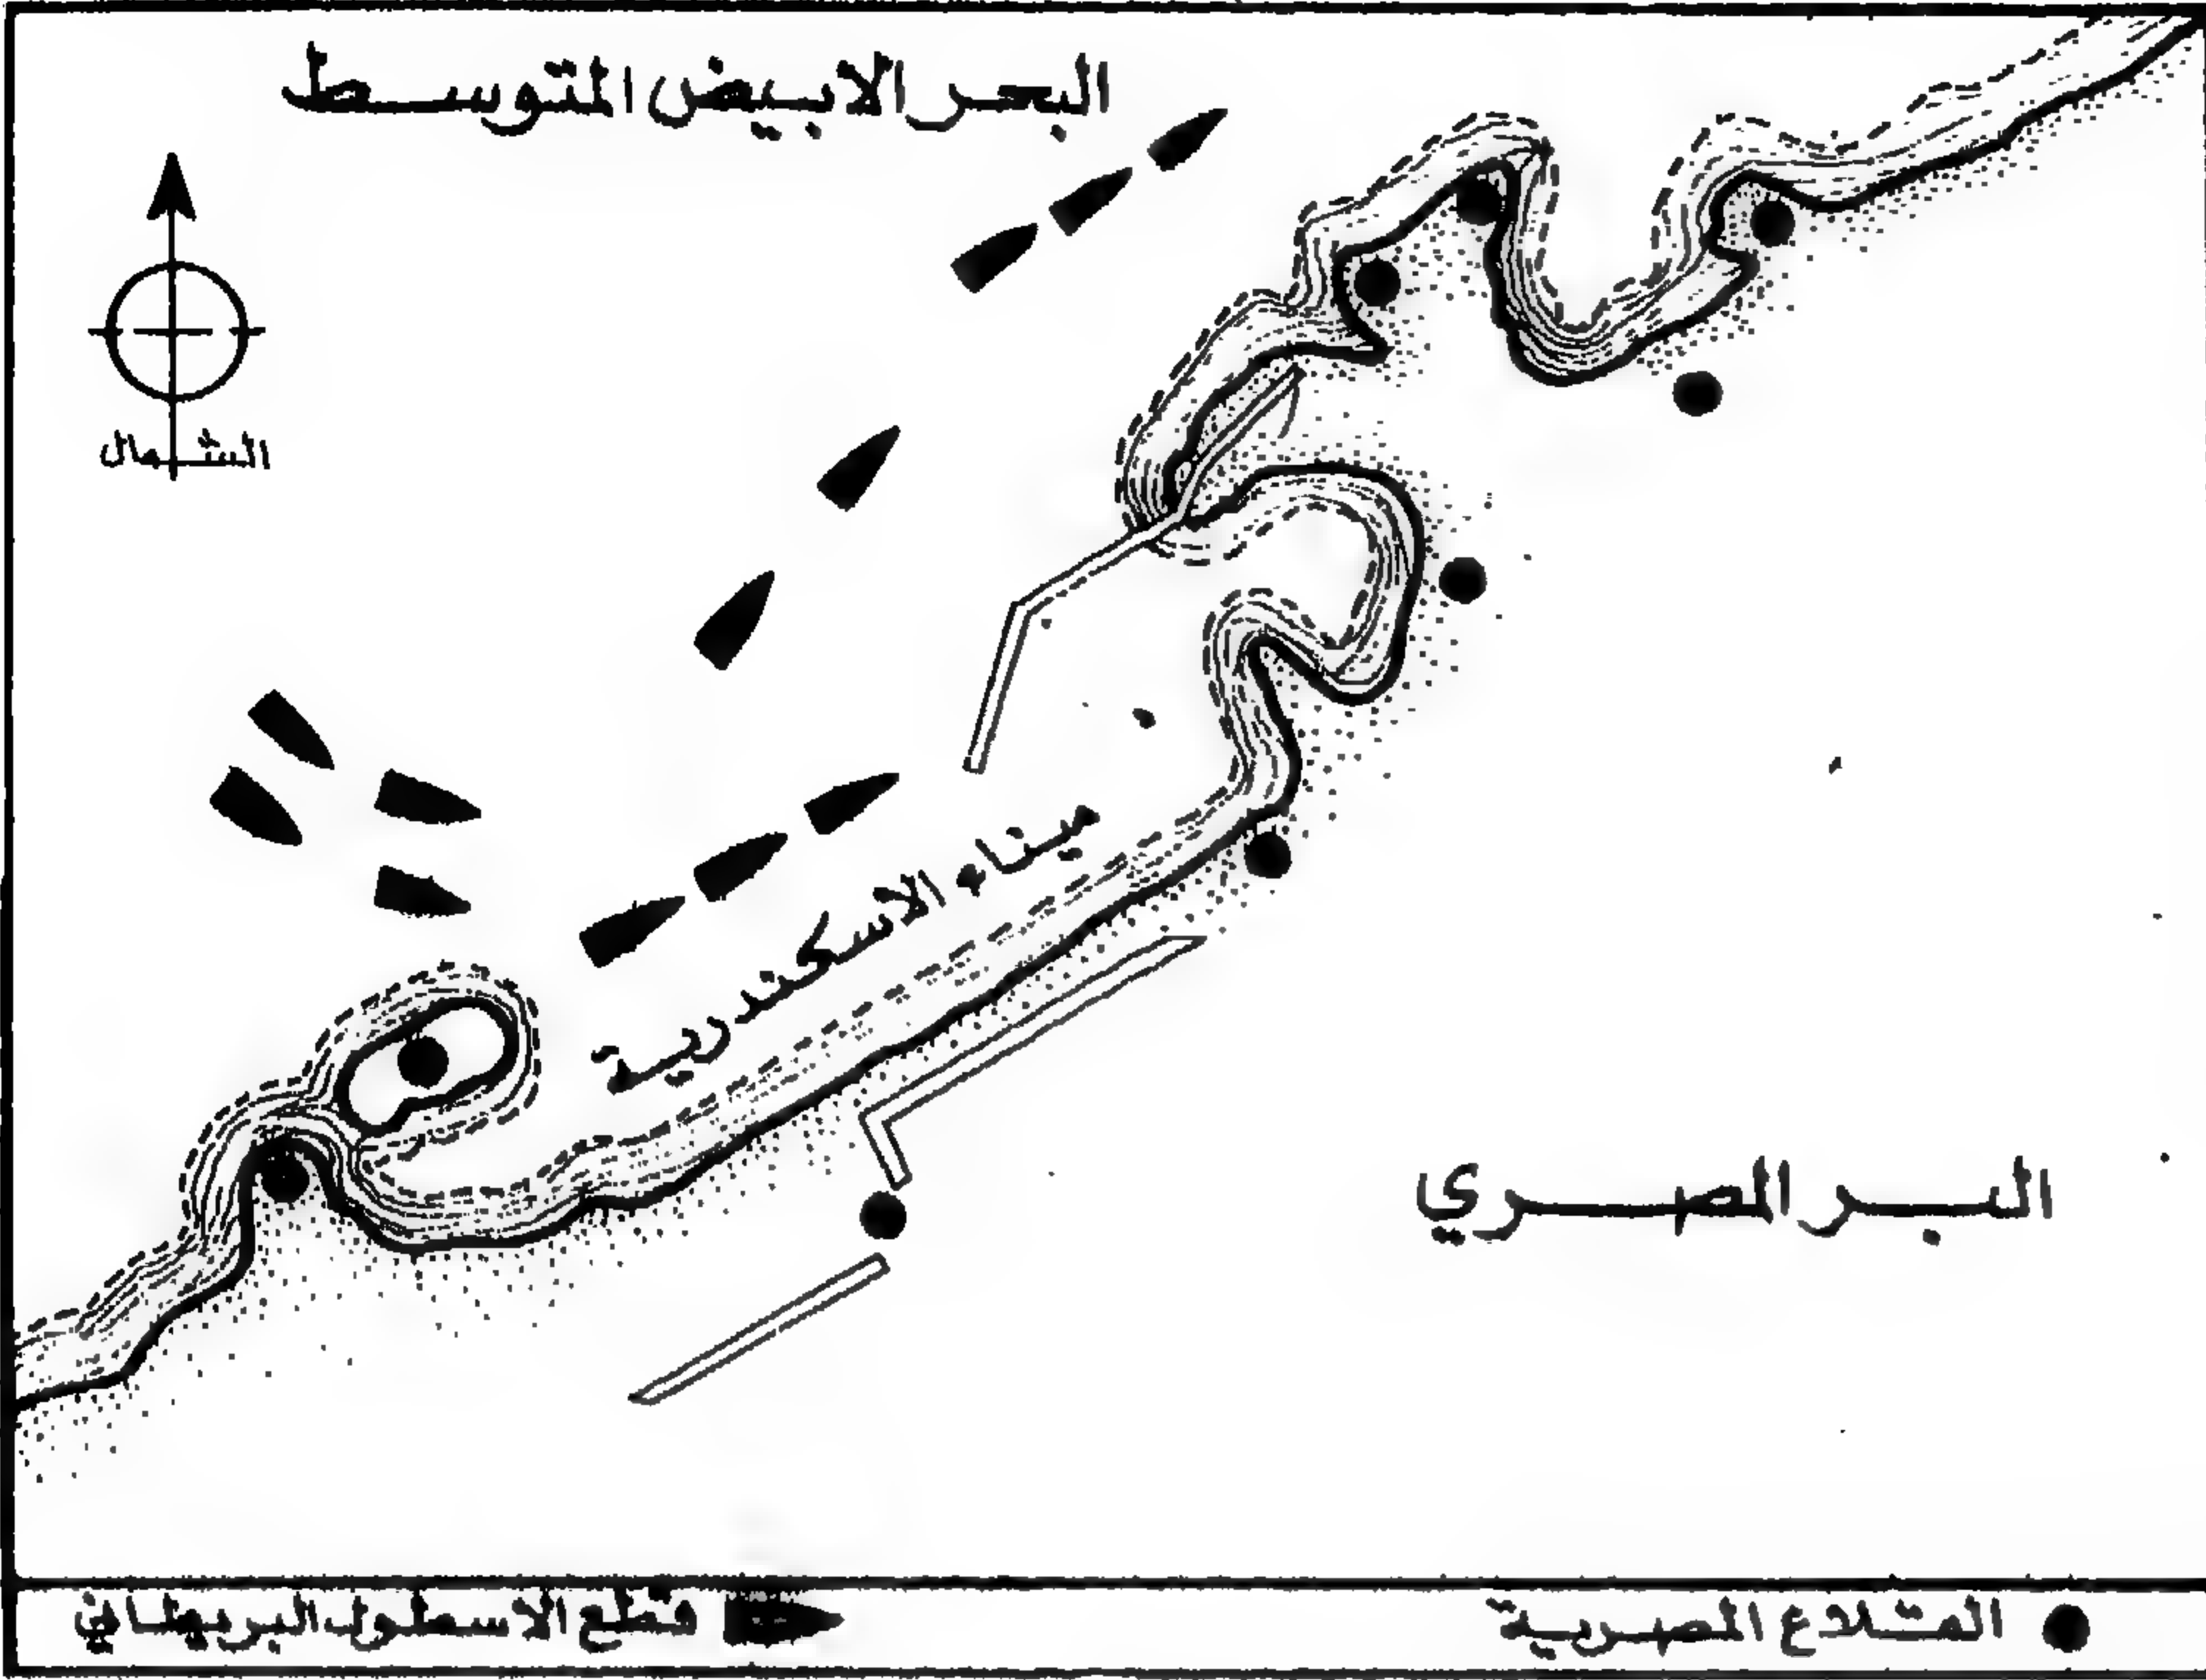 البحر الابيض المتوسط
الشمال
ميناء الاسكندرية
البر المصري
القلاع المصرية
قطع الاسطول البريطاني